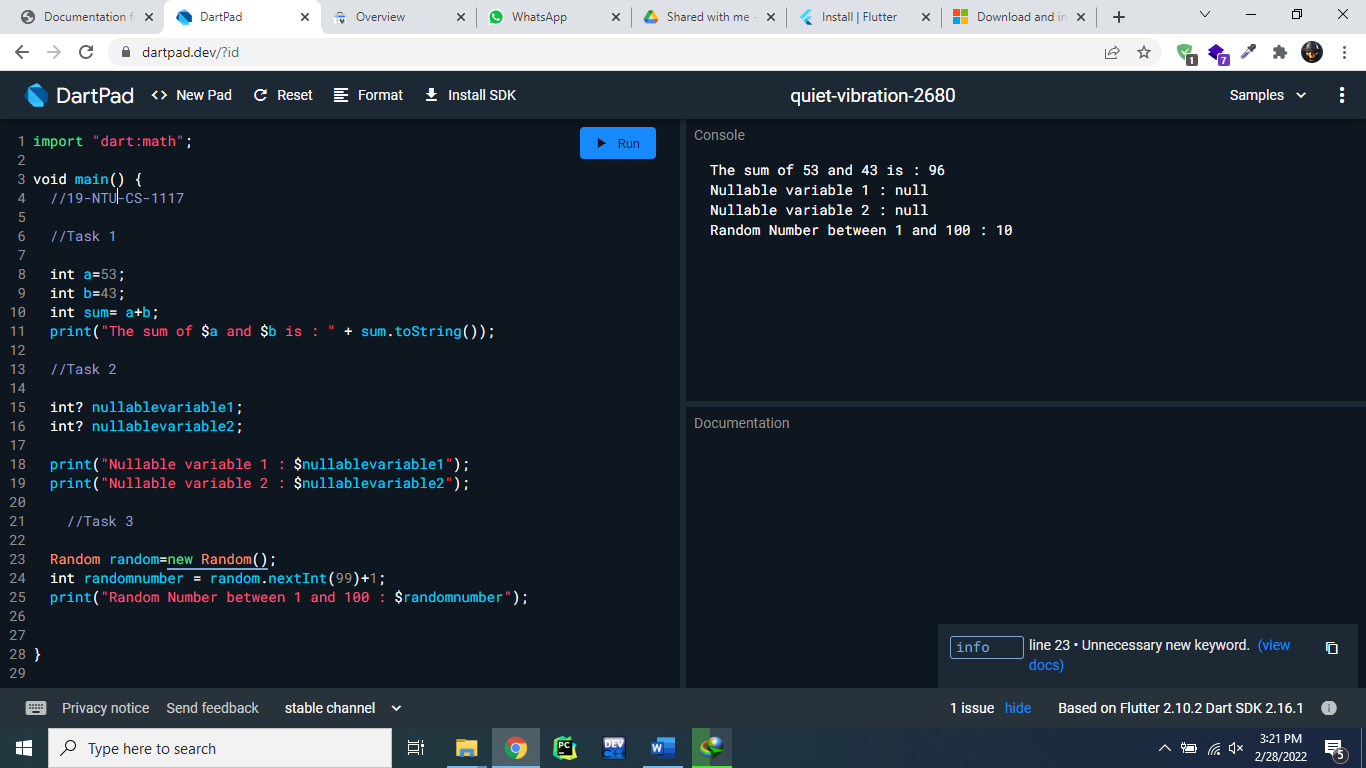 Documentation f
DartPad
Overview
WhatsApp
Shared with me -
Install | Flutter
Download and in
dartpad.dev/?id
1
7
DartPad
<> New Pad
Reset
Format
Install SDK
quiet-vibration-2680
Samples
1 import "dart:math";
2
3 void main() {
4 //19-NTU-CS-1117
5
6 //Task 1
7
8 int a=53;
9 int b=43;
10 int sum= a+b;
11 print("The sum of $a and $b is : " + sum.toString());
12
13 //Task 2
14
15 int? nullablevariable1;
16 int? nullablevariable2;
17
18 print("Nullable variable 1 : $nullablevariable1");
19 print("Nullable variable 2 : $nullablevariable2");
20
21 //Task 3
22
23 Random random=new Random();
24 int randomnumber = random.nextInt(99)+1;
25 print("Random Number between 1 and 100 : $randomnumber");
26
27
28 }
29
Run
Console
The sum of 53 and 43 is : 96
Nullable variable 1 : null
Nullable variable 2 : null
Random Number between 1 and 100 : 10
Documentation
info
line 23 • Unnecessary new keyword. (view
docs)
Privacy notice
Send feedback
stable channel
1 issue hide
Based on Flutter 2.10.2 Dart SDK 2.16.1
Type here to search
PC
DEV
W
3:21 PM
2/28/2022
5